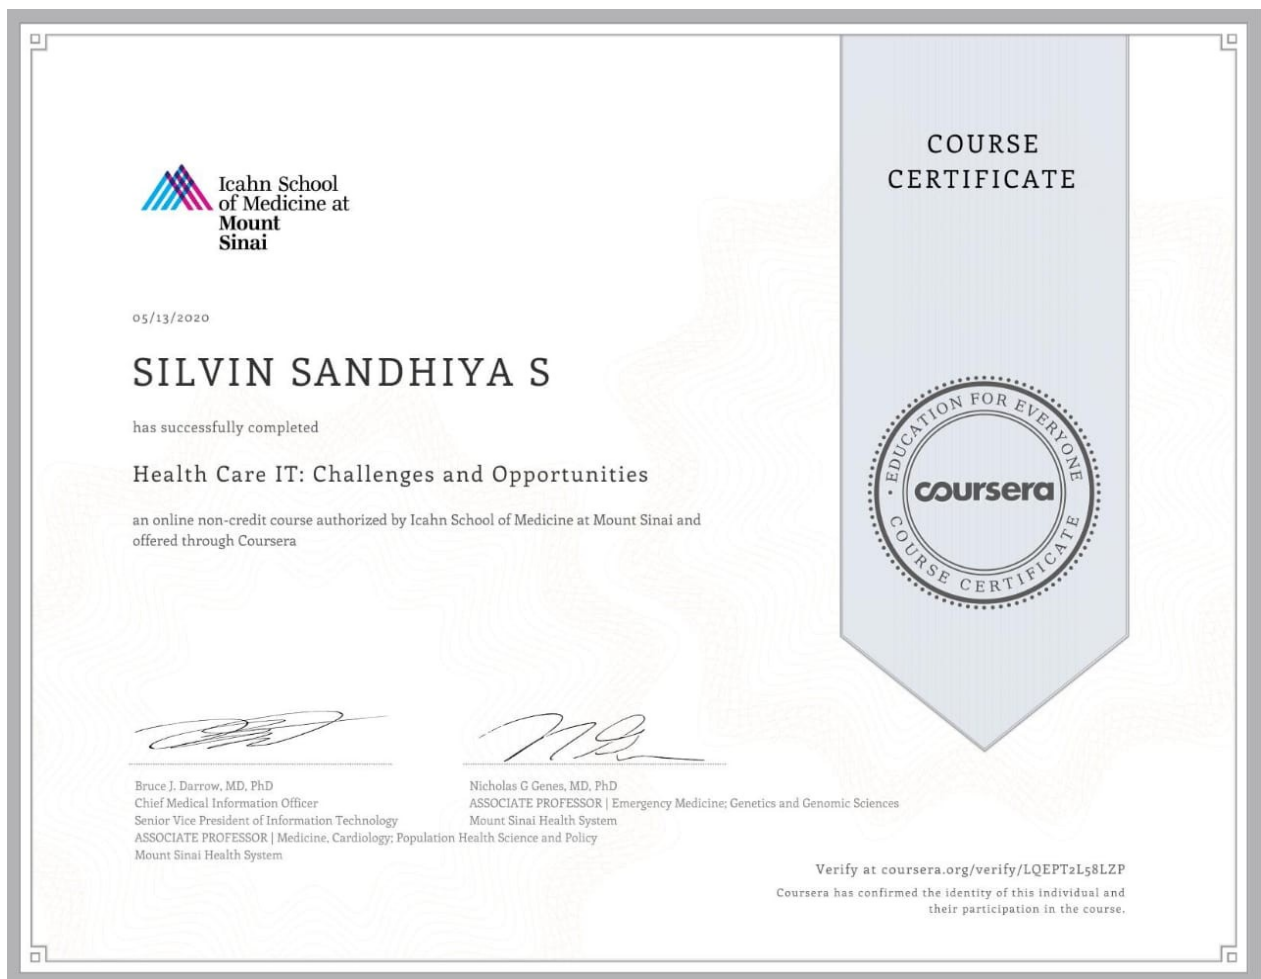 Icahn School
of Medicine at
Mount
Sinai
COURSE
CERTIFICATE
05/13/2020
SILVIN SANDHIYA S
has successfully completed
Health Care IT: Challenges and Opportunities
an online non-credit course authorized by Icahn School of Medicine at Mount Sinai and
offered through Coursera
EDUCATION FOR EVERYONE
coursera
COURSE CERTIFICATE
Bruce J. Darrow, MD, PhD
Chief Medical Information Officer
Senior Vice President of Information Technology
ASSOCIATE PROFESSOR | Medicine, Cardiology; Population Health Science and Policy
Mount Sinai Health System
Nicholas G Genes, MD, PhD
ASSOCIATE PROFESSOR | Emergency Medicine; Genetics and Genomic Sciences
Mount Sinai Health System
Verify at coursera.org/verify/LQEPT2L58LZP
Coursera has confirmed the identity of this individual and
their participation in the course.